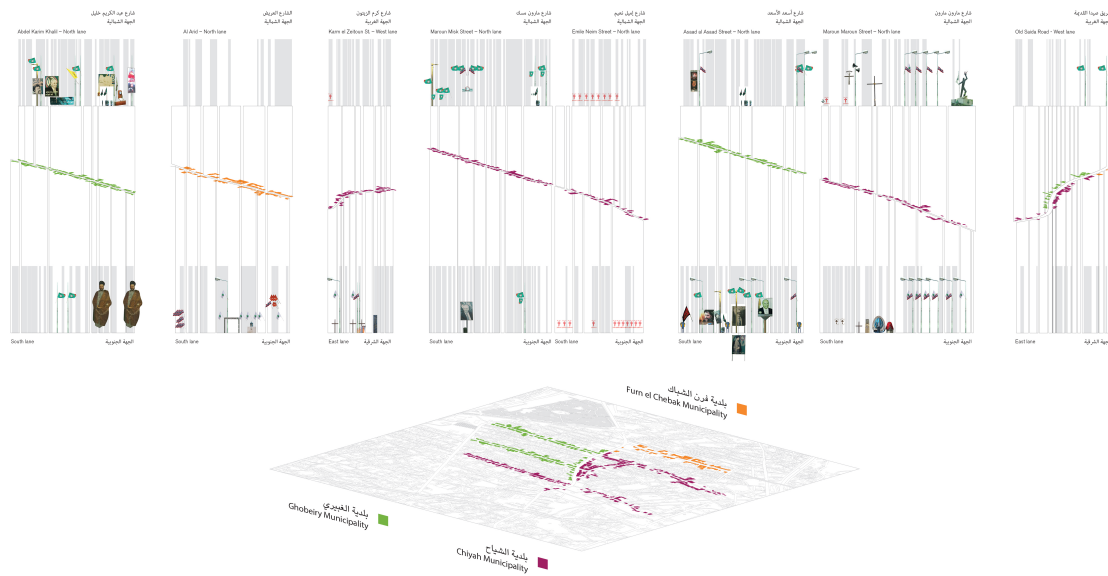 شارع عبد الكريم خليل
الجهة الشمالية
Abdel Karim Khalil – North lane
الشارع العريض
الجهة الشمالية
Al Arid – North lane
شارع كرم الزيتون
الجهة الغربية
Karm el Zeitoun St. – West lane
شارع مارون مسك
الجهة الشمالية
Maroun Misk Street – North lane
شارع إميل نعيم
الجهة الشمالية
Emile Neim Street – North lane
شارع أسعد الأسعد
الجهة الشمالية
Assad al Assad Street – North lane
شارع مارون مارون
الجهة الشمالية
Maroun Maroun Street – North lane
ريق صيدا القديمة
جهة الغربية
Old Saida Road – West lane
South lane
الجهة الجنوبية
South lane
الجهة الجنوبية
East lane
الجهة الشرقية
South lane
الجهة الجنوبية
South lane
الجهة الجنوبية
South lane
الجهة الجنوبية
South lane
الجهة الجنوبية
East lane
الجهة الشرقية
بلدية فرن الشباك
Furn el Chebak Municipality
بلدية الغبيري
Ghobeiry Municipality
بلدية الشياح
Chiyah Municipality